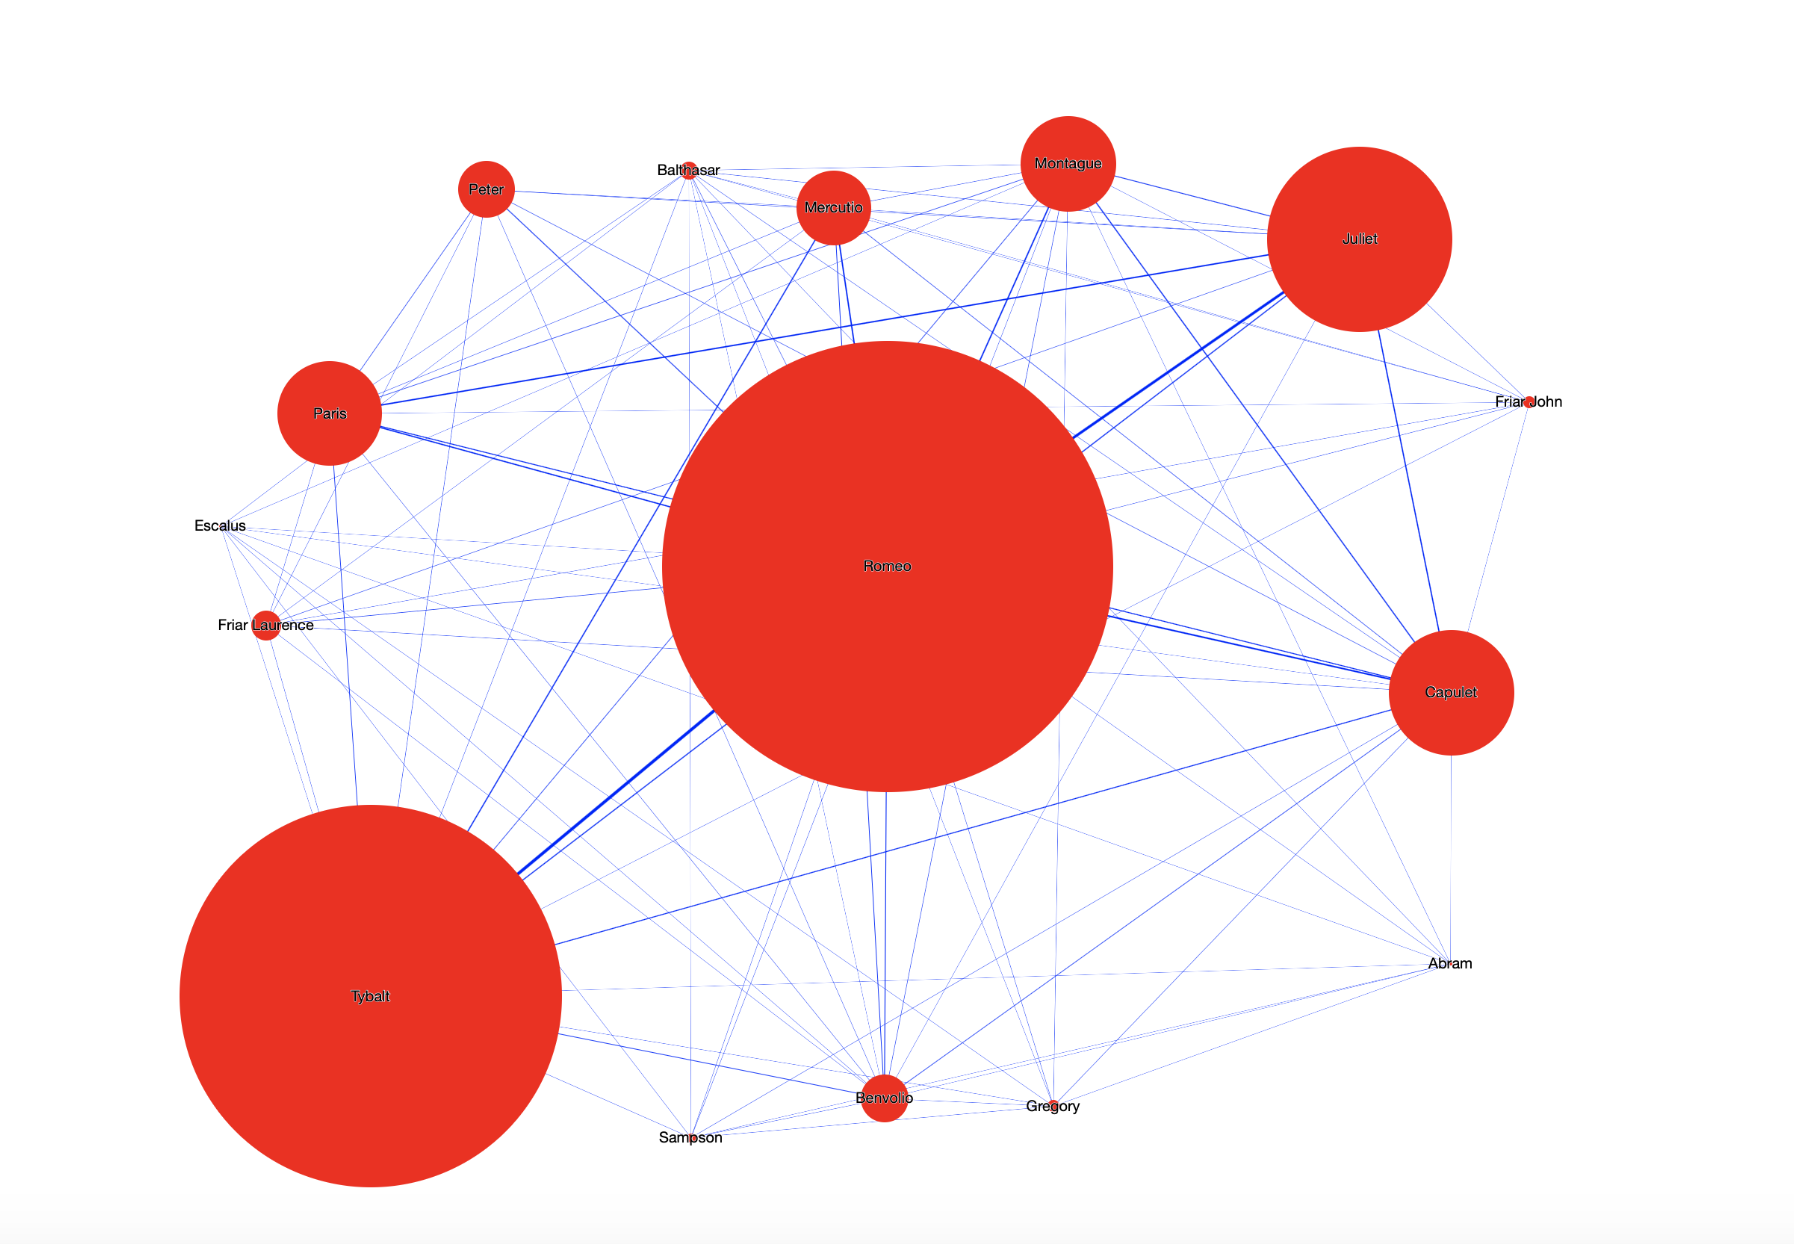 Montague
Balthasar
Peter
Mercutio
Juliet
Friar John
Paris
Escalus
Romeo
Friar Laurence
Capulet
Abram
Tybalt
Benvolio
Gregory
Sampson